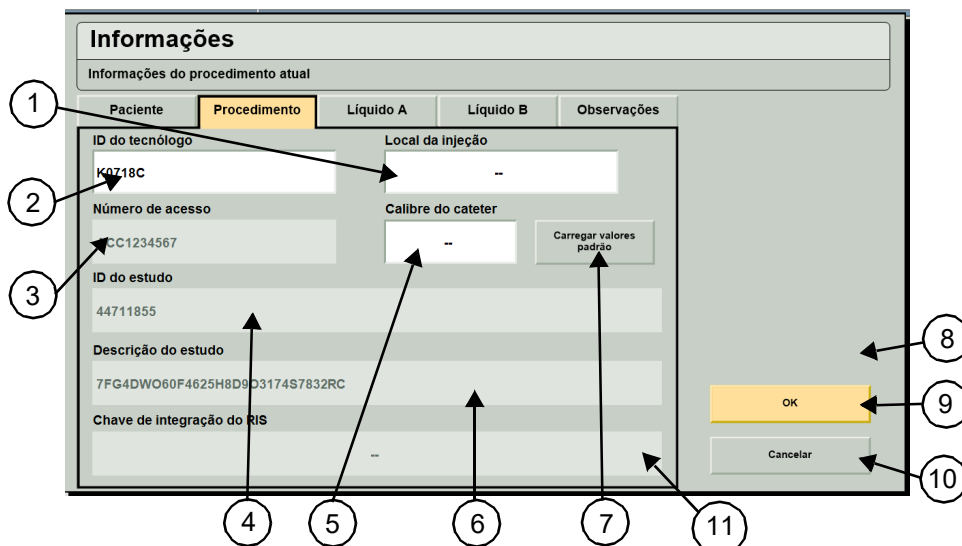 Informações
Informações do procedimento atual
Paciente
Procedimento
Líquido A
Líquido B
Observações
1
ID do tecnólogo
Local da injeção
K0718C
--
2
Número de acesso
Calibre do cateter
CC1234567
--
Carregar valores
padrão
3
ID do estudo
44711855
8
Descrição do estudo
7FG4DWO60F4625H8D9O3174S7832RC
OK
9
Chave de integração do RIS
--
Cancelar
10
4
5
6
7
11